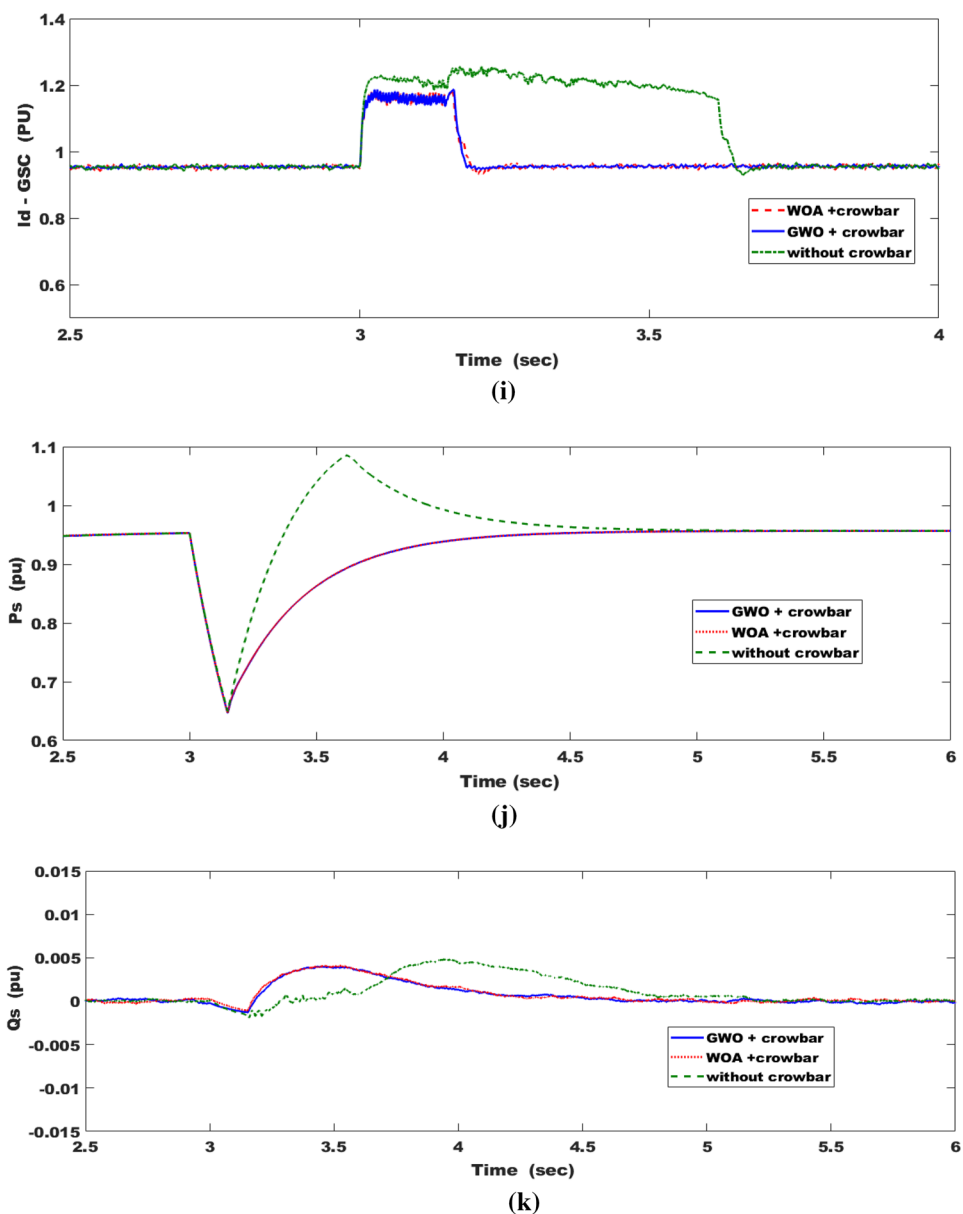 1.4
1.2
1
0.8
0.6
Id - GSC (PU)
WOA +crowbar
GWO + crowbar
without crowbar
2.5 3 3.5 4
Time (sec)
(i)
1.1
1
0.9
0.8
0.7
0.6
Ps (pu)
GWO + crowbar
WOA +crowbar
without crowbar
2.5 3 3.5 4 4.5 5 5.5 6
Time (sec)
(j)
0.015
0.01
0.005
0
-0.005
-0.01
-0.015
Qs (pu)
GWO + crowbar
WOA +crowbar
without crowbar
2.5 3 3.5 4 4.5 5 5.5 6
Time (sec)
(k)